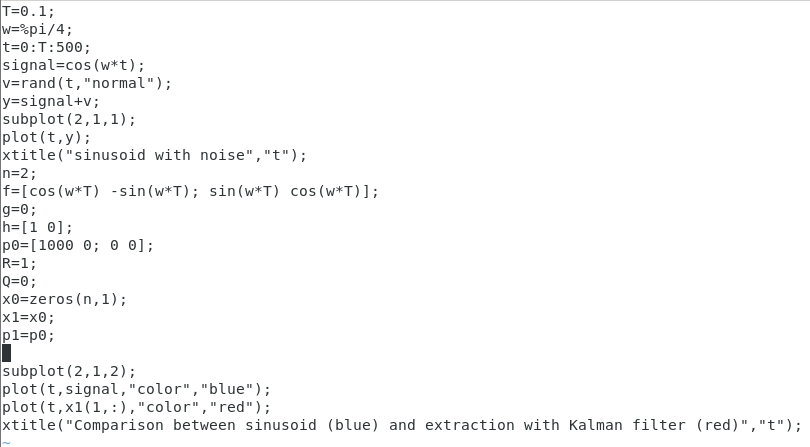 T=0.1;
w=%pi/4;
t=0:T:500;
signal=cos(w*t);
v=rand(t,"normal");
y=signal+v;
subplot(2,1,1);
plot(t,y);
xtitle("sinusoid with noise","t");
n=2;
f=[cos(w*T) -sin(w*T); sin(w*T) cos(w*T)];
g=0;
h=[1 0];
p0=[1000 0; 0 0];
R=1;
Q=0;
x0=zeros(n,1);
x1=x0;
p1=p0;
subplot(2,1,2);
plot(t,signal,"color","blue");
plot(t,x1(1,:),"color","red");
xtitle("Comparison between sinusoid (blue) and extraction with Kalman filter (red)","t");
~